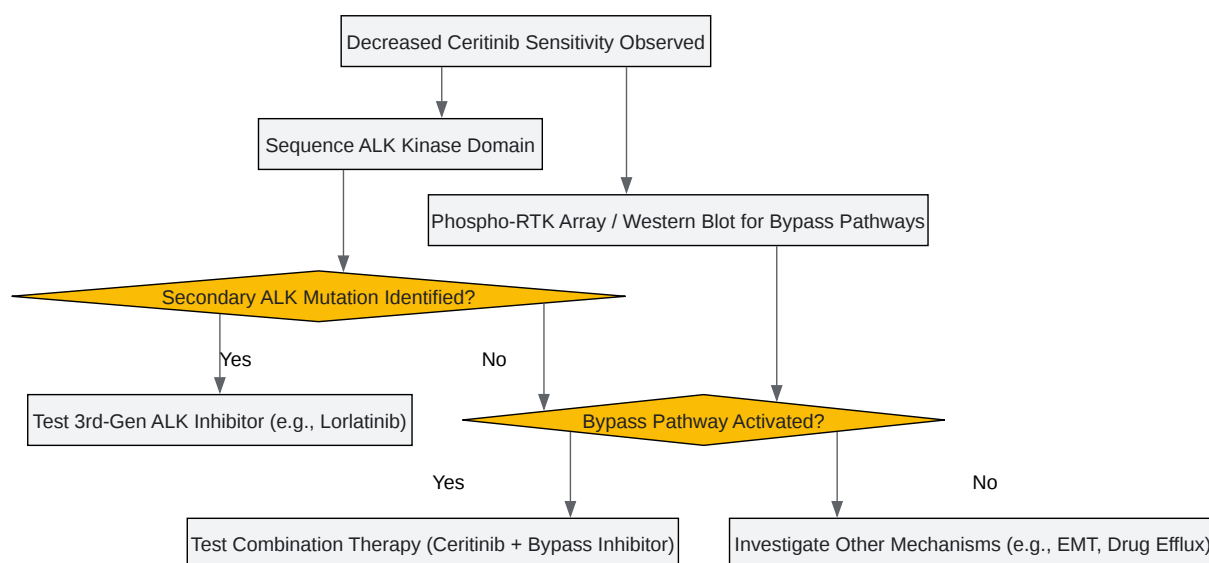 Decreased Ceritinib Sensitivity Observed
Sequence ALK Kinase Domain
Phospho-RTK Array / Western Blot for Bypass Pathways
Secondary ALK Mutation Identified?
Yes
No
Test 3rd-Gen ALK Inhibitor (e.g., Lorlatinib)
Bypass Pathway Activated?
Yes
No
Test Combination Therapy (Ceritinib + Bypass Inhibitor)
Investigate Other Mechanisms (e.g., EMT, Drug Efflux)